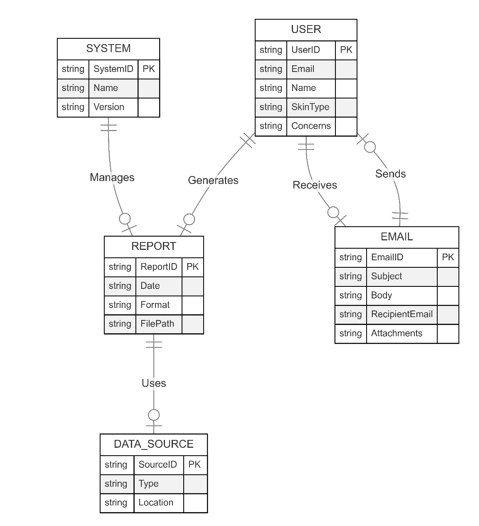 USER
string UserID PK
string Email
string Name
string SkinType
string Concerns
SYSTEM
string SystemID PK
string Name
string Version
Manages
Generates
Receives
Sends
REPORT
string ReportID PK
string Date
string Format
string FilePath
EMAIL
string EmailID PK
string Subject
string Body
string RecipientEmail
string Attachments
Uses
DATA_SOURCE
string SourceID PK
string Type
string Location